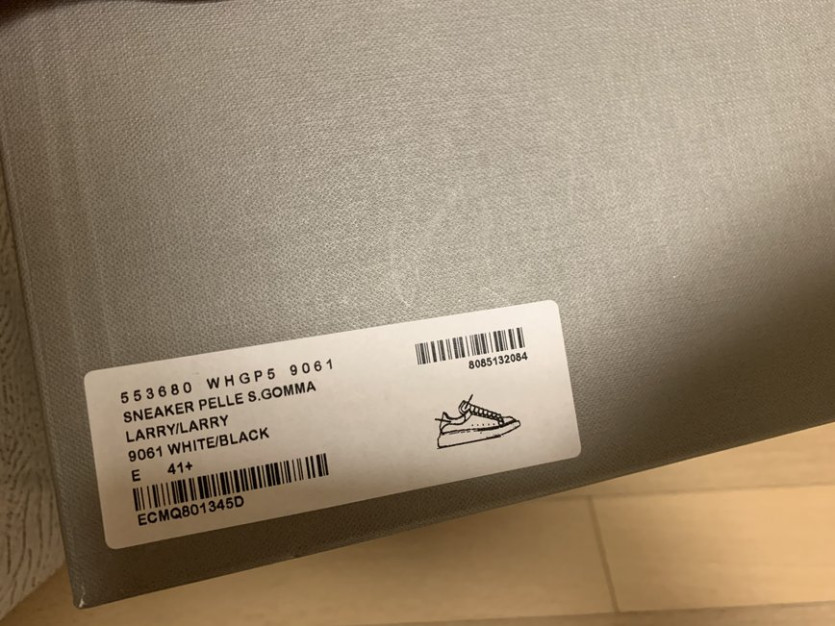 553680 WHGP5 9061
SNEAKER PELLE S.GOMMA
LARRY/LARRY
9061 WHITE/BLACK
E 41+
ECMQ801345D
8085132084